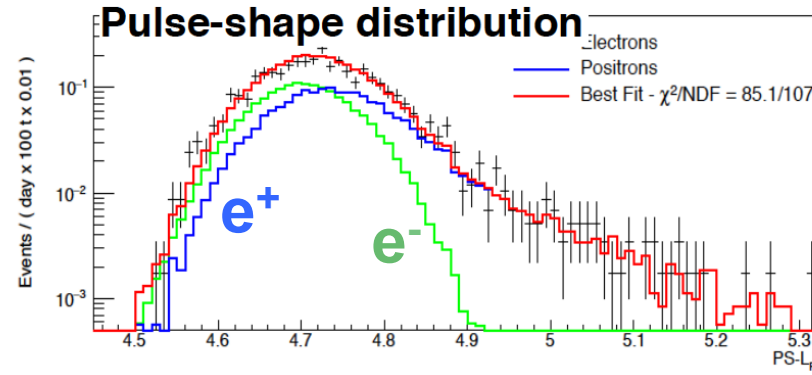 Pulse-shape distribution
Electrons
Positrons
Best Fit - χ²/NDF = 85.1/107
Events / ( day x 100 t x 0.01 )
10⁻¹
10⁻²
10⁻³
e⁺
e⁻
4.5 4.6 4.7 4.8 4.9 5 5.1 5.2 5.3